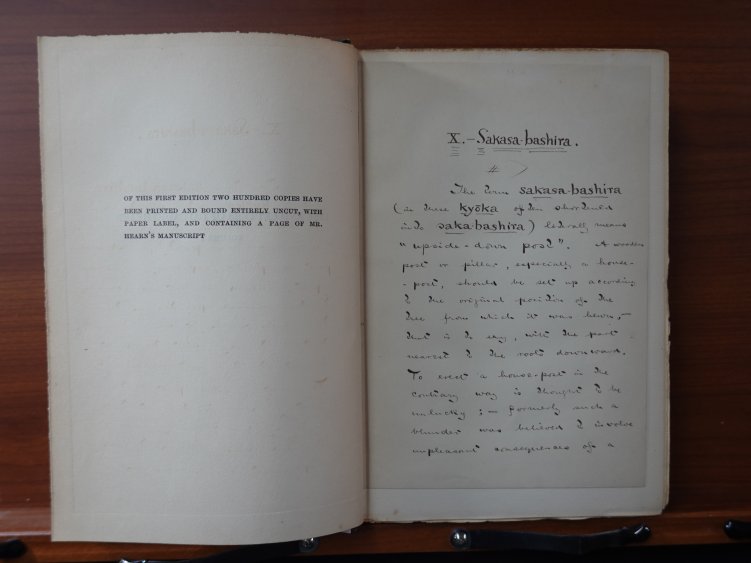 OF THIS FIRST EDITION TWO HUNDRED COPIES HAVE
BEEN PRINTED AND BOUND ENTIRELY UNCUT, WITH
PAPER LABEL, AND CONTAINING A PAGE OF MR.
HEARN'S MANUSCRIPT
X.—Sakasa-bashira.
The term sakasa-bashira
(in these kyōka often shortened
into saka-bashira) literally means
"upside-down post". A wooden
post or pillar, especially a house-
-post, should be set up according
to the original position of the
tree from which it was hewn,—
that is to say, with the part
nearest to the roots downward.
To erect a house-post in the
contrary way is thought to be
unlucky;—formerly such a
blunder was believed to involve
unpleasant consequences of a